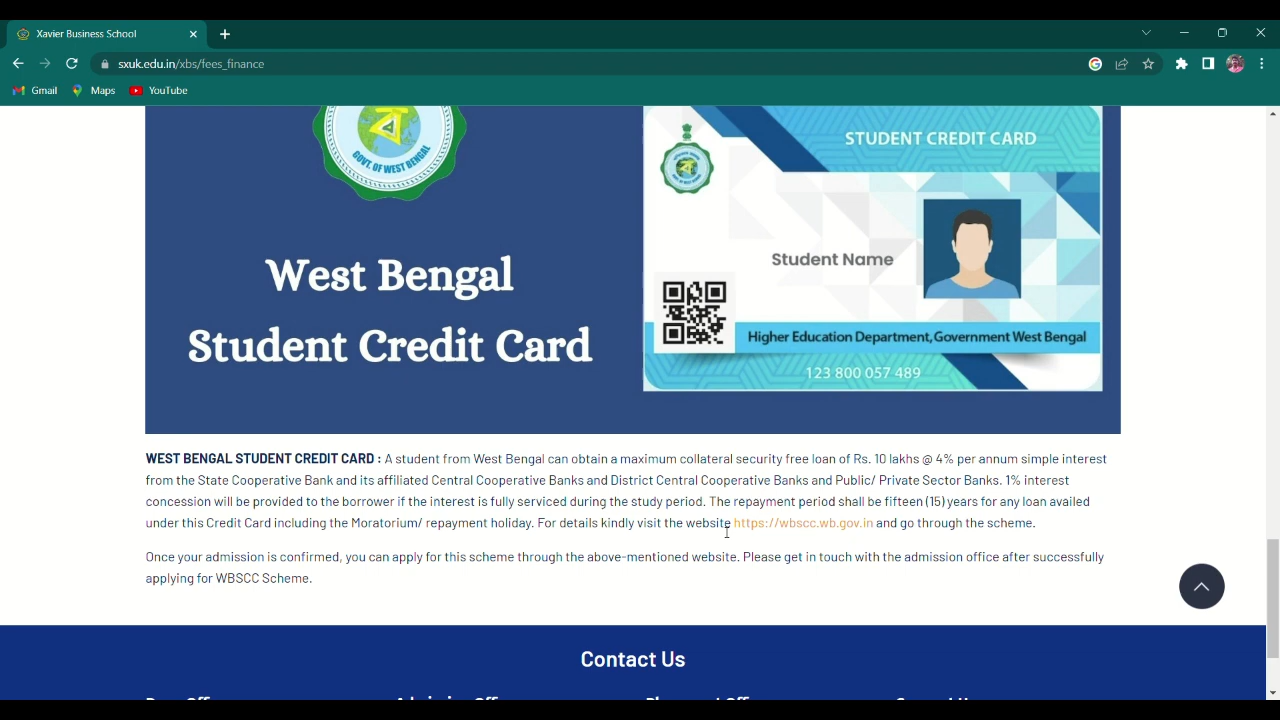 Xavier Business School
sxuk.edu.in/xbs/fees_finance
Gmail
Maps
YouTube
GOVT. OF WEST BENGAL
West Bengal
Student Credit Card
STUDENT CREDIT CARD
Student Name
Higher Education Department, Government West Bengal
123 800 057 489
WEST BENGAL STUDENT CREDIT CARD : A student from West Bengal can obtain a maximum collateral security free loan of Rs. 10 lakhs @ 4% per annum simple interest
from the State Cooperative Bank and its affiliated Central Cooperative Banks and District Central Cooperative Banks and Public/ Private Sector Banks. 1% interest
concession will be provided to the borrower if the interest is fully serviced during the study period. The repayment period shall be fifteen (15) years for any loan availed
under this Credit Card including the Moratorium/ repayment holiday. For details kindly visit the website https://wbscc.wb.gov.in and go through the scheme.
Once your admission is confirmed, you can apply for this scheme through the above-mentioned website. Please get in touch with the admission office after successfully
applying for WBSCC Scheme.
Contact Us